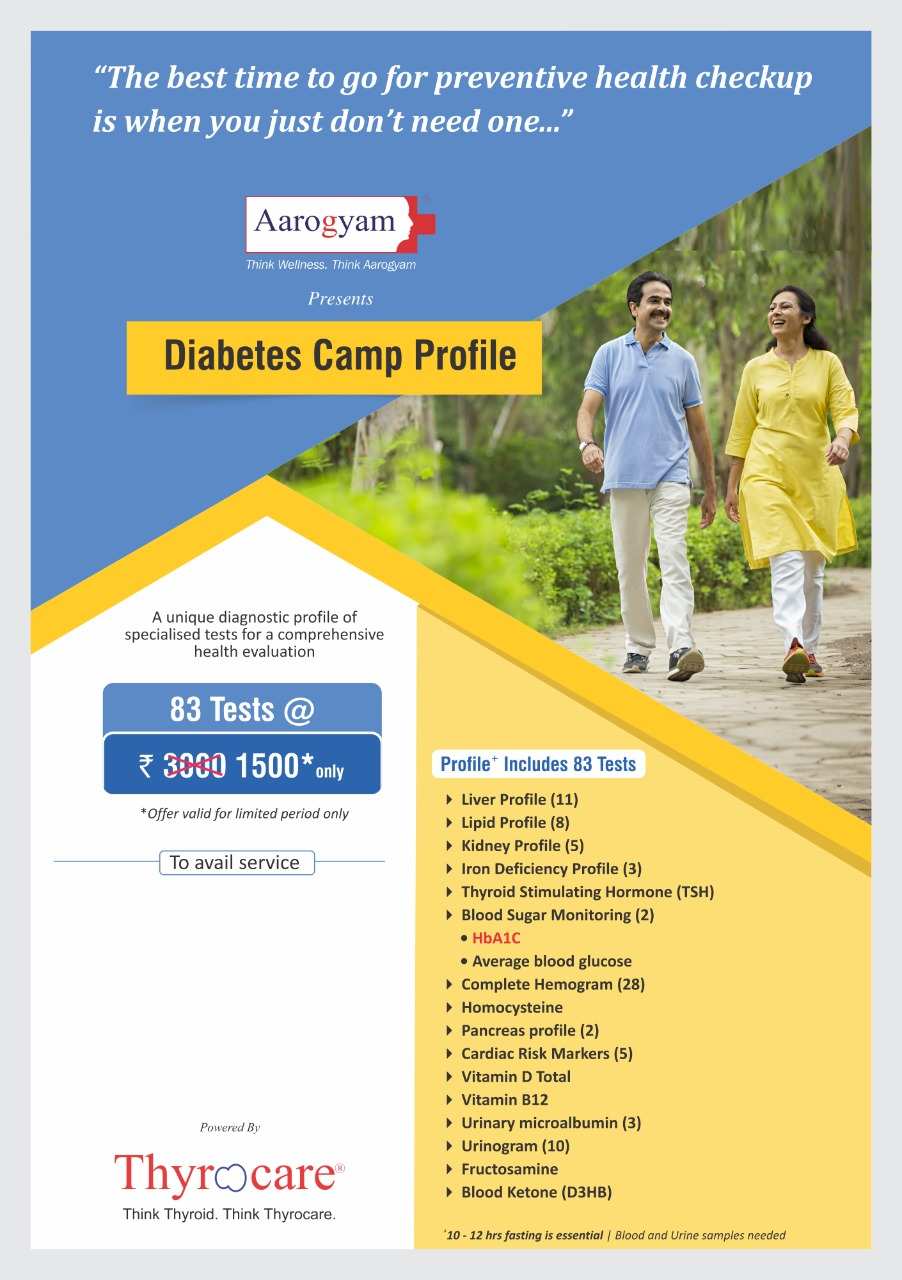 “The best time to go for preventive health checkup
is when you just don’t need one...”
Aarogyam
Think Wellness. Think Aarogyam
Presents
Diabetes Camp Profile
A unique diagnostic profile of
specialised tests for a comprehensive
health evaluation
83 Tests @
₹ 3000 1500* only
*Offer valid for limited period only
To avail service
Powered By
Thyrocare®
Think Thyroid. Think Thyrocare.
Profile+ Includes 83 Tests
Liver Profile (11)
Lipid Profile (8)
Kidney Profile (5)
Iron Deficiency Profile (3)
Thyroid Stimulating Hormone (TSH)
Blood Sugar Monitoring (2)
• HbA1C
• Average blood glucose
Complete Hemogram (28)
Homocysteine
Pancreas profile (2)
Cardiac Risk Markers (5)
Vitamin D Total
Vitamin B12
Urinary microalbumin (3)
Urinogram (10)
Fructosamine
Blood Ketone (D3HB)
+10 - 12 hrs fasting is essential | Blood and Urine samples needed